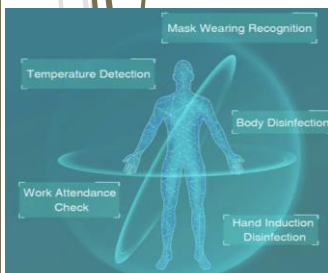 Mask Wearing Recognition
Temperature Detection
Body Disinfection
Work Attendance
Check
Hand Induction
Disinfection